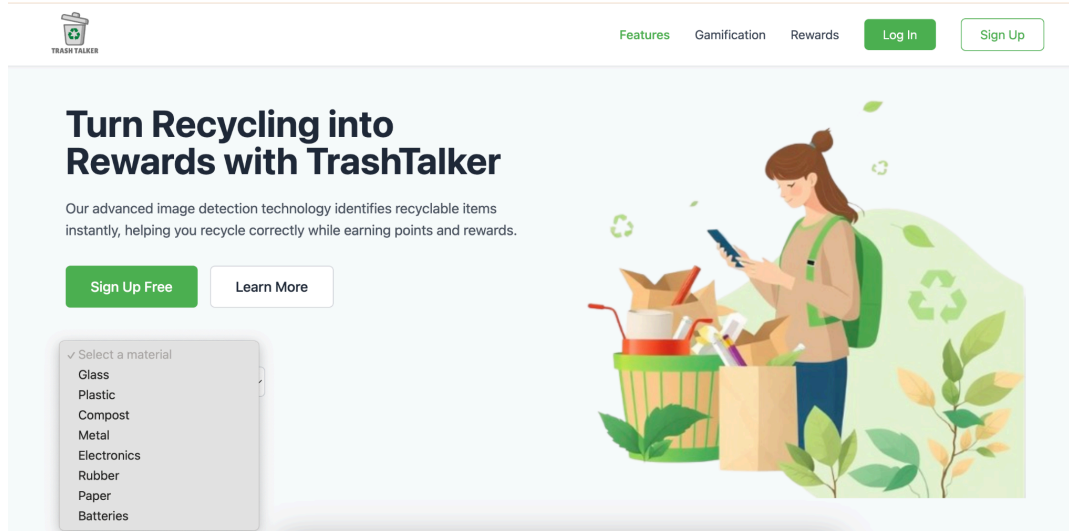 TRASH TALKER
Features
Gamification
Rewards
Log In
Sign Up
Turn Recycling into
Rewards with TrashTalker
Our advanced image detection technology identifies recyclable items
instantly, helping you recycle correctly while earning points and rewards.
Sign Up Free
Learn More
✓ Select a material
Glass
Plastic
Compost
Metal
Electronics
Rubber
Paper
Batteries